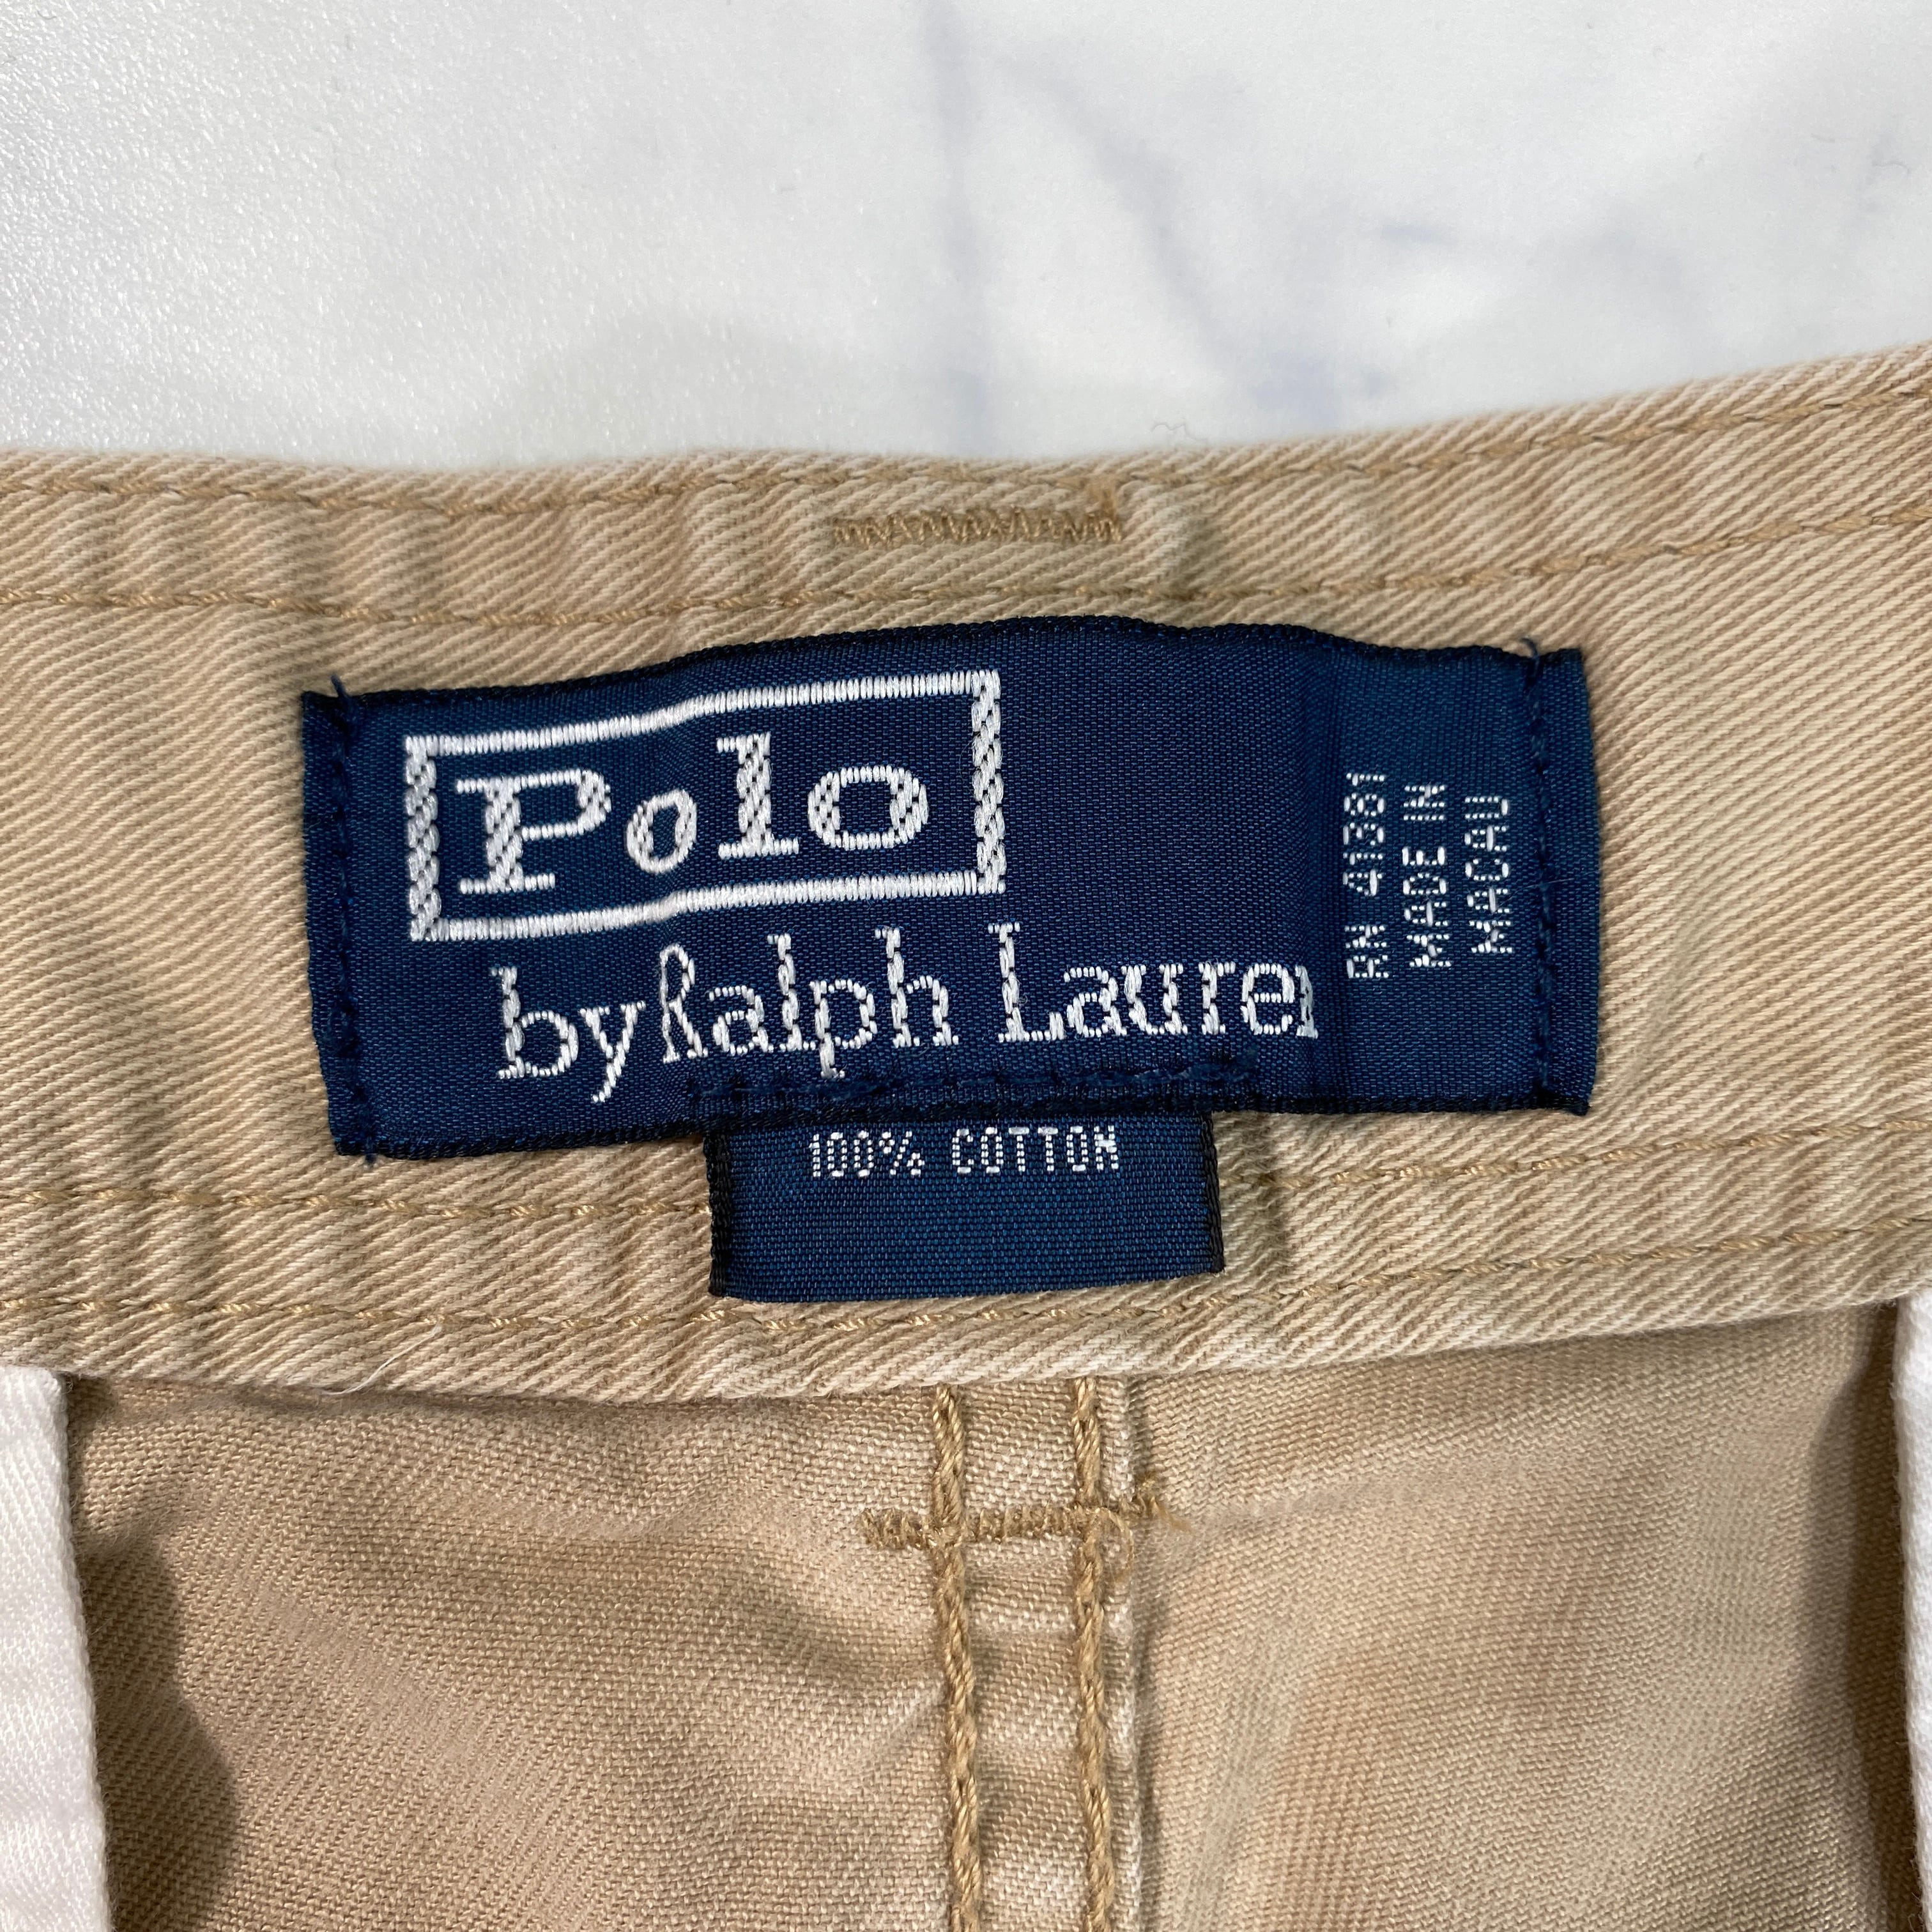 Polo
by Ralph Lauren
RN 41381
MADE IN
MACAU
100% COTTON